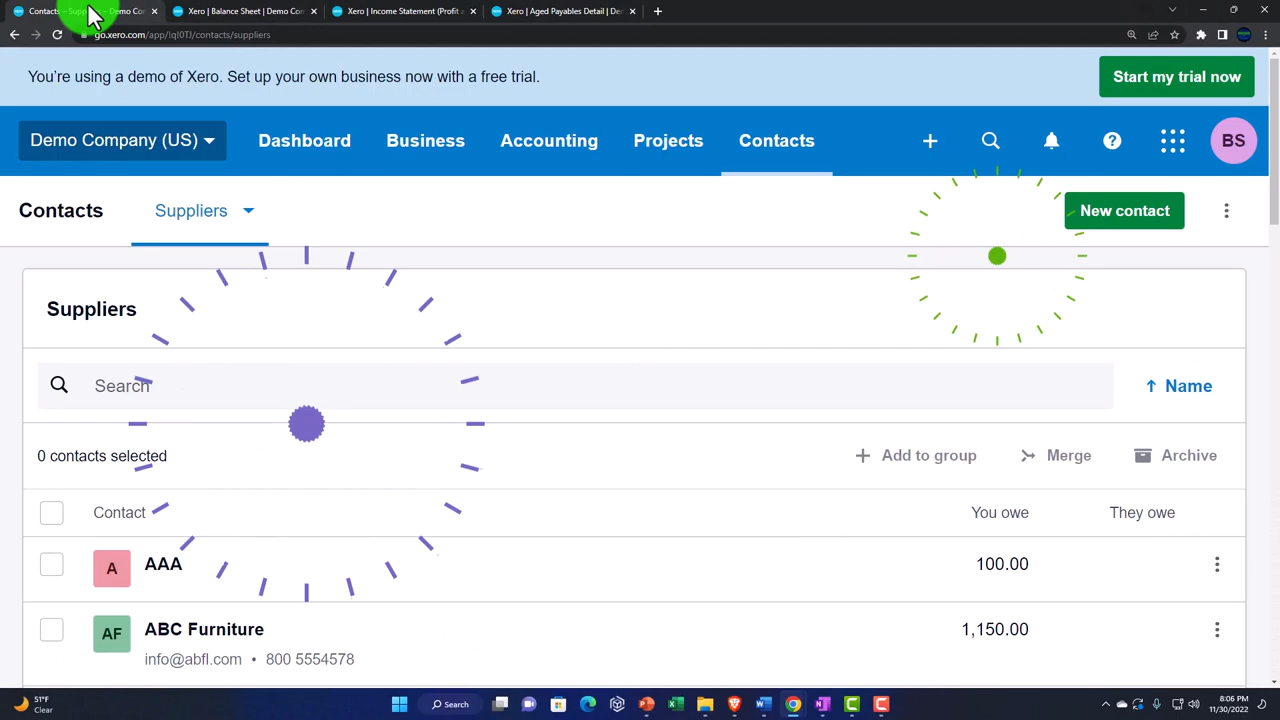 Contacts – Suppliers – Demo Co
Xero | Balance Sheet | Demo Com
Xero | Income Statement (Profit a
Xero | Aged Payables Detail | De
go.xero.com/app/!q!0TJ/contacts/suppliers
You're using a demo of Xero. Set up your own business now with a free trial.
Start my trial now
Demo Company (US)
Dashboard
Business
Accounting
Projects
Contacts
BS
Contacts
Suppliers
New contact
Suppliers
Search
Name
0 contacts selected
Add to group
Merge
Archive
Contact
You owe
They owe
A
AAA
100.00
AF
ABC Furniture
1,150.00
info@abfl.com • 800 5554578
51°F
Clear
Search
8:06 PM
11/30/2022